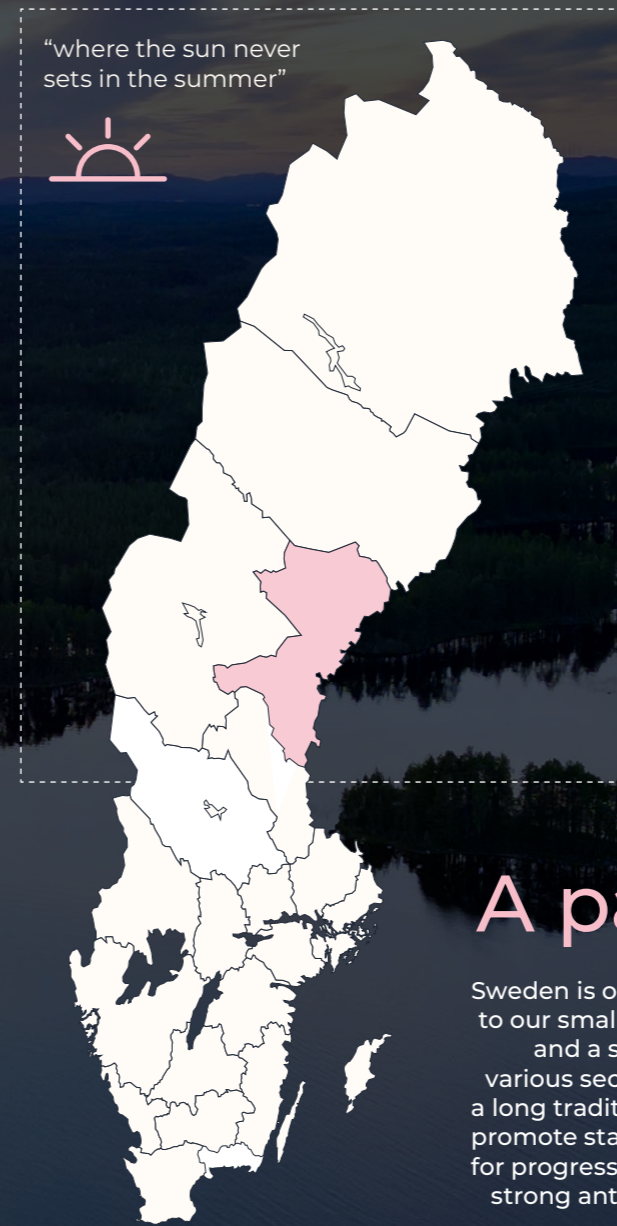 “where the sun never
sets in the summer”
A pa
Sweden is o
to our smal
and a s
various sec
a long tradit
promote sta
for progress
strong ant